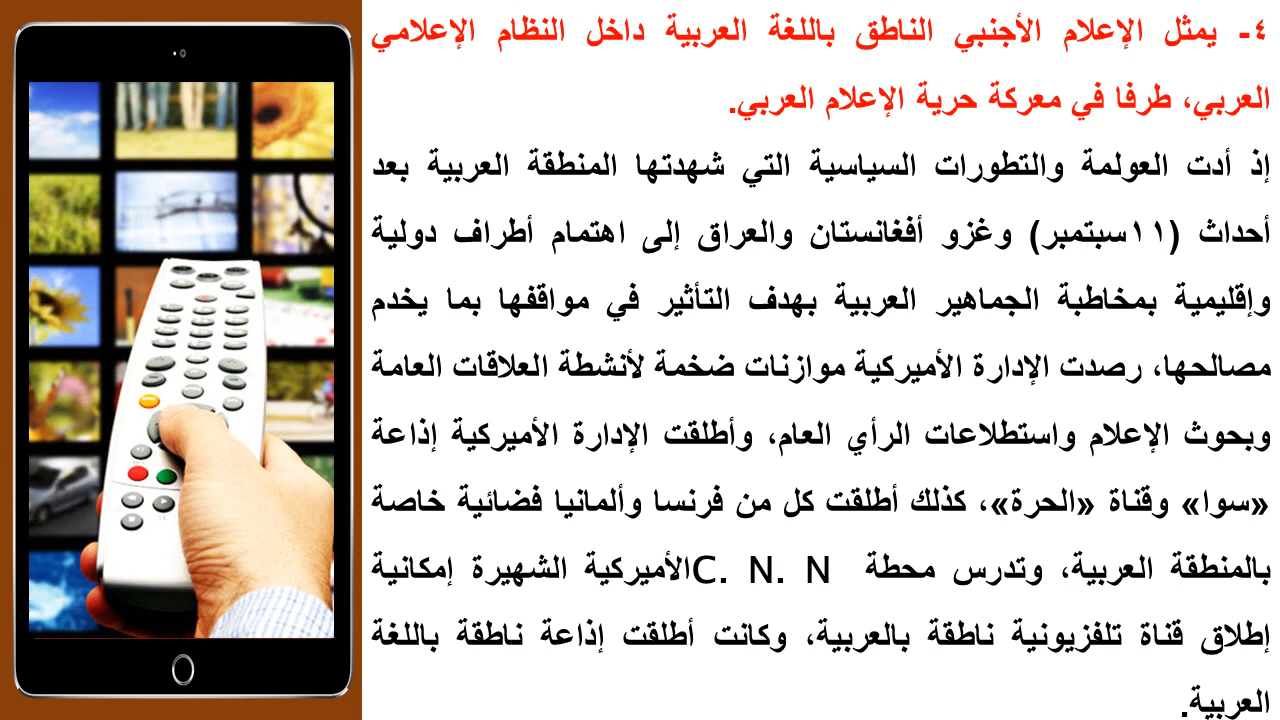 ٤- يمثل الإعلام الأجنبي الناطق باللغة العربية داخل النظام الإعلامي
العربي، طرفا في معركة حرية الإعلام العربي.
إذ أدت العولمة والتطورات السياسية التي شهدتها المنطقة العربية بعد
أحداث (١١سبتمبر) وغزو أفغانستان والعراق إلى اهتمام أطراف دولية
وإقليمية بمخاطبة الجماهير العربية بهدف التأثير في مواقفها بما يخدم
مصالحها، رصدت الإدارة الأميركية موازنات ضخمة لأنشطة العلاقات العامة
وبحوث الإعلام واستطلاعات الرأي العام، وأطلقت الإدارة الأميركية إذاعة
«سوا» وقناة «الحرة»، كذلك أطلقت كل من فرنسا وألمانيا فضائية خاصة
بالمنطقة العربية، وتدرس محطة C. N. Nالأميركية الشهيرة إمكانية
إطلاق قناة تلفزيونية ناطقة بالعربية، وكانت أطلقت إذاعة ناطقة باللغة
العربية.